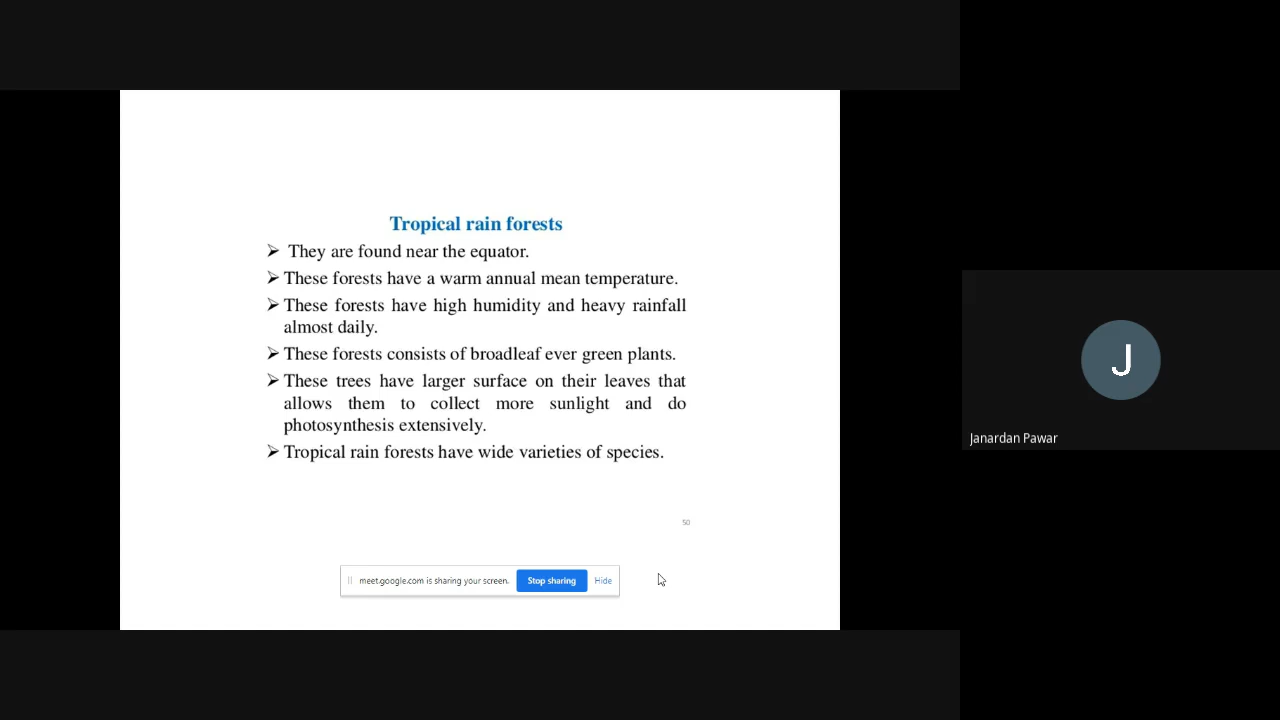 Tropical rain forests
➢ They are found near the equator.
➢ These forests have a warm annual mean temperature.
➢ These forests have high humidity and heavy rainfall
almost daily.
➢ These forests consists of broadleaf ever green plants.
➢ These trees have larger surface on their leaves that
allows them to collect more sunlight and do
photosynthesis extensively.
➢ Tropical rain forests have wide varieties of species.
50
meet.google.com is sharing your screen. Stop sharing Hide
J
Janardan Pawar